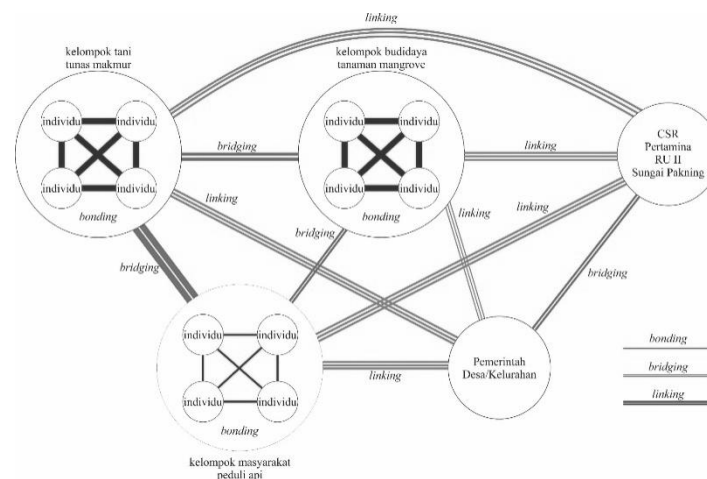 linking
kelompok tani
tunas makmur
kelompok budidaya
tanaman mangrove
individu
individu
individu
individu
bonding
bridging
individu
individu
individu
individu
bonding
linking
CSR
Pertamina
RU II
Sungai Pakning
linking
linking
linking
bridging
bridging
bridging
individu
individu
individu
individu
bonding
linking
Pemerintah
Desa/Kelurahan
kelompok masyarakat
peduli api
bonding
bridging
linking